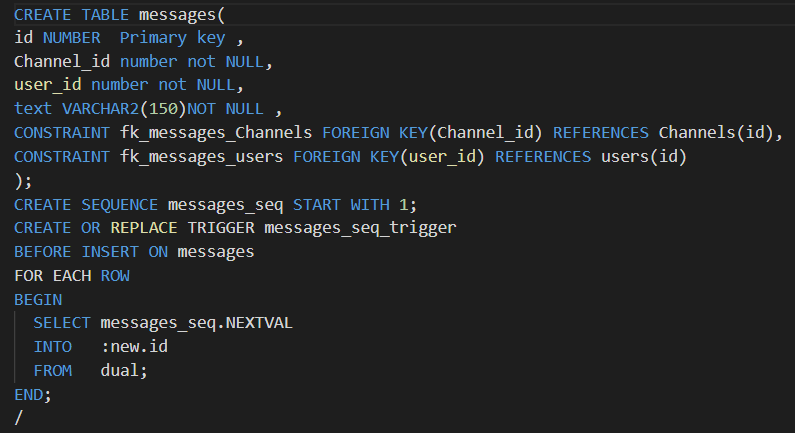 CREATE TABLE messages(
id NUMBER  Primary key ,
Channel_id number not NULL,
user_id number not NULL,
text VARCHAR2(150)NOT NULL ,
CONSTRAINT fk_messages_Channels FOREIGN KEY(Channel_id) REFERENCES Channels(id),
CONSTRAINT fk_messages_users FOREIGN KEY(user_id) REFERENCES users(id)
);
CREATE SEQUENCE messages_seq START WITH 1;
CREATE OR REPLACE TRIGGER messages_seq_trigger
BEFORE INSERT ON messages
FOR EACH ROW
BEGIN
  SELECT messages_seq.NEXTVAL
  INTO   :new.id
  FROM   dual;
END;
/